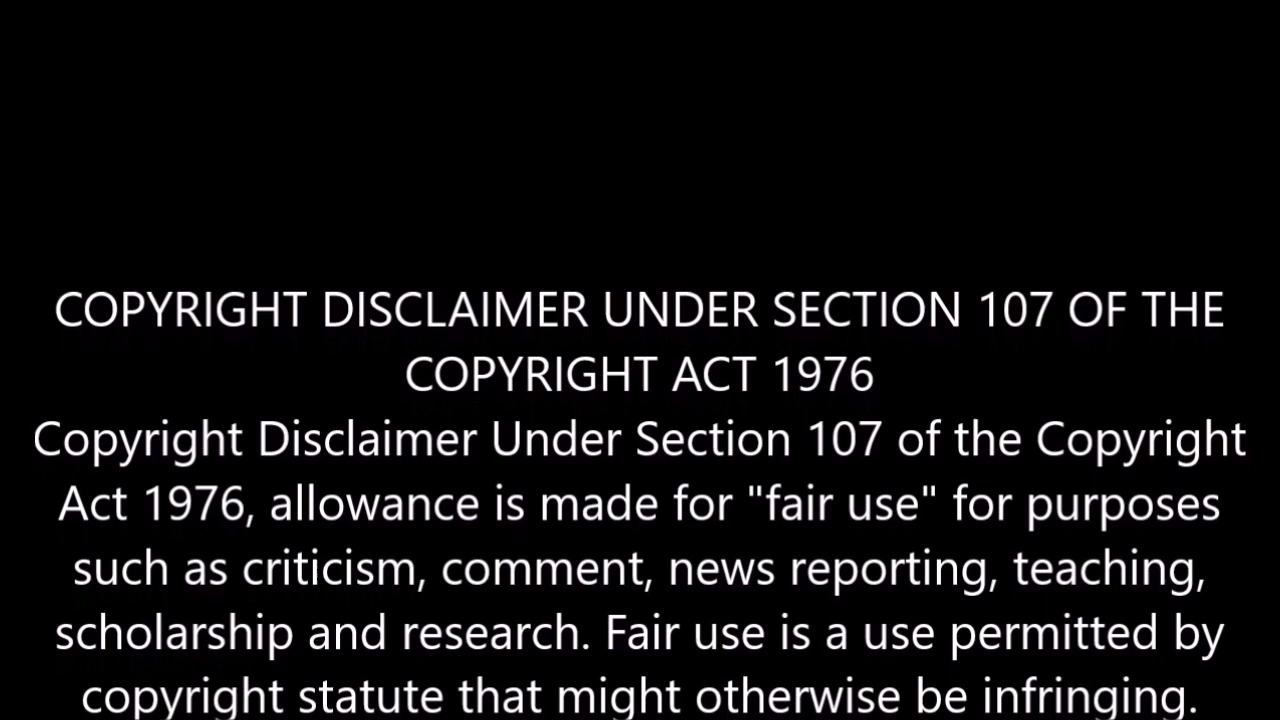 COPYRIGHT DISCLAIMER UNDER SECTION 107 OF THE
COPYRIGHT ACT 1976
Copyright Disclaimer Under Section 107 of the Copyright
Act 1976, allowance is made for "fair use" for purposes
such as criticism, comment, news reporting, teaching,
scholarship and research. Fair use is a use permitted by
copyright statute that might otherwise be infringing.